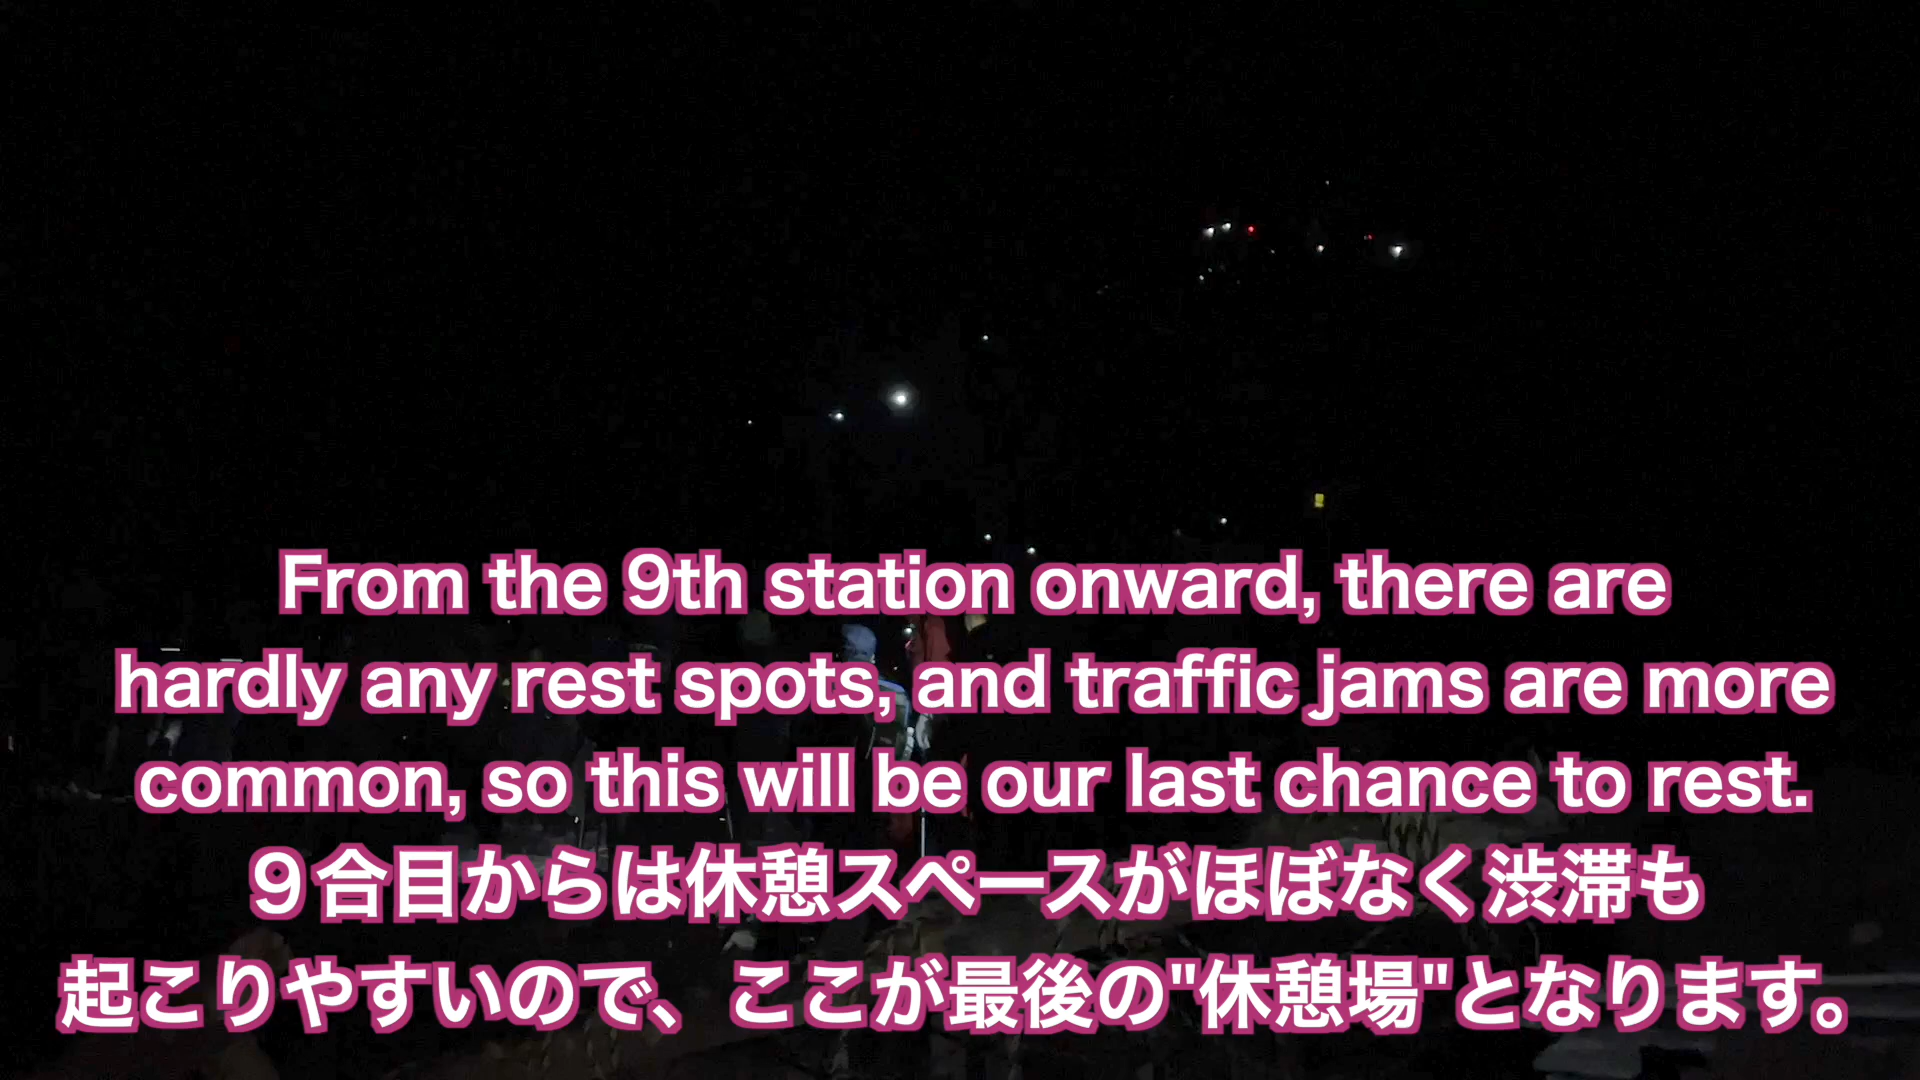 From the 9th station onward, there are
hardly any rest spots, and traffic jams are more
common, so this will be our last chance to rest.
９合目からは休憩スペースがほぼなく渋滞も
起こりやすいので、ここが最後の"休憩場"となります。